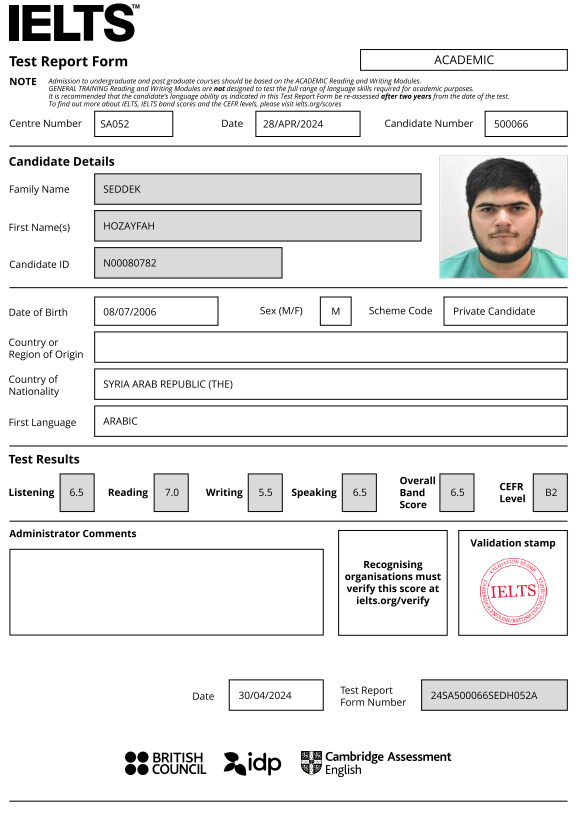 IELTS™
Test Report Form
ACADEMIC
NOTE Admission to undergraduate and post graduate courses should be based on the ACADEMIC Reading and Writing Modules.
GENERAL TRAINING Reading and Writing Modules are not designed to test the full range of language skills required for academic purposes.
It is recommended that the candidate's language ability as indicated in this Test Report Form be re-assessed after two years from the date of the test.
To find out more about IELTS, IELTS band scores and the CEFR levels, please visit ielts.org/scores
Centre Number SA052 Date 28/APR/2024 Candidate Number 500066
Candidate Details
Family Name SEDDEK
First Name(s) HOZAYFAH
Candidate ID N00080782
Date of Birth 08/07/2006 Sex (M/F) M Scheme Code Private Candidate
Country or
Region of Origin
Country of
Nationality SYRIA ARAB REPUBLIC (THE)
First Language ARABIC
Test Results
Listening 6.5 Reading 7.0 Writing 5.5 Speaking 6.5 Overall Band Score 6.5 CEFR Level B2
Administrator Comments
Recognising
organisations must
verify this score at
ielts.org/verify
Validation stamp
VALIDATION STAMP
IELTS
Date 30/04/2024 Test Report Form Number 24SA500066SEDH052A
BRITISH
COUNCIL
idp
Cambridge Assessment
English